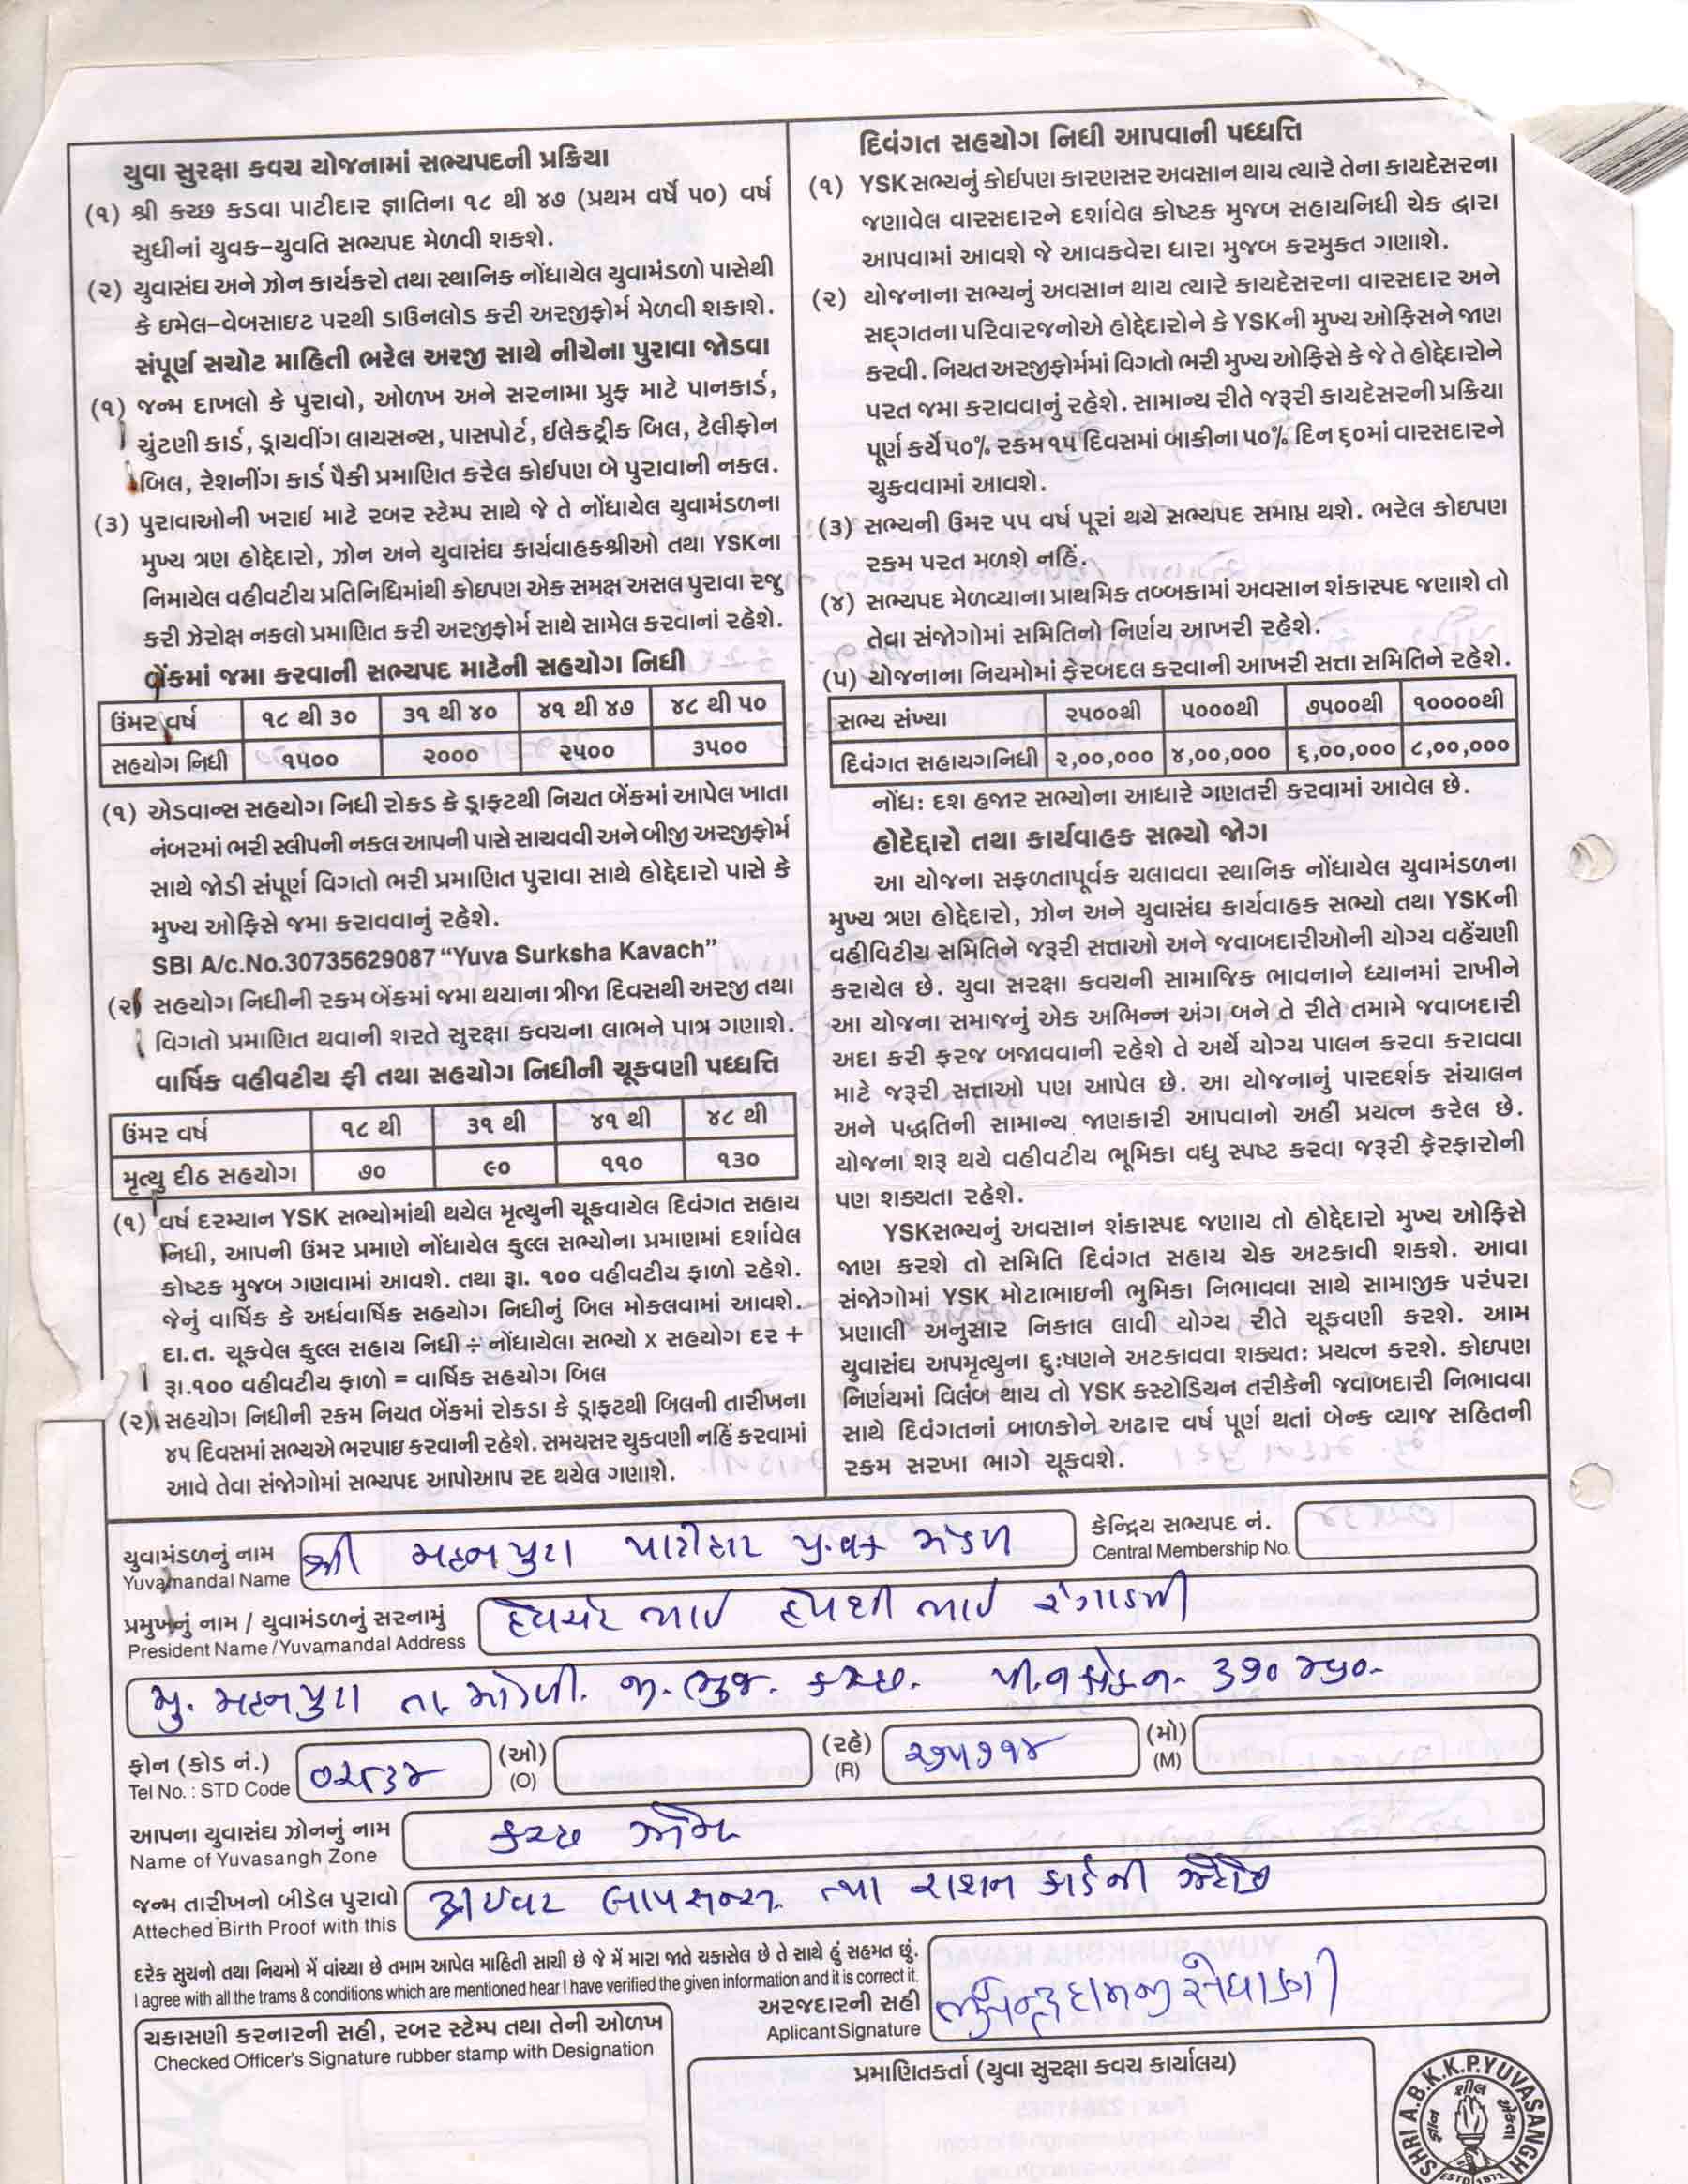 યુવા સુરક્ષા કવચ યોજનામાં સભ્યપદની પ્રક્રિયા
(૧) શ્રી કચ્છ કડવા પાટીદાર જ્ઞાતિના ૧૮ થી ૪૭ (પ્રથમ વર્ષે ૫૦) વર્ષ
સુધીનાં યુવક-યુવતિ સભ્યપદ મેળવી શકશે.
(૨) યુવાસંઘ અને ઝોન કાર્યકરો તથા સ્થાનિક નોંધાયેલ યુવામંડળો પાસેથી
કે ઇમેલ-વેબસાઇટ પરથી ડાઉનલોડ કરી અરજીફોર્મ મેળવી શકાશે.
સંપૂર્ણ સચોટ માહિતી ભરેલ અરજી સાથે નીચેના પુરાવા જોડવા
(૧) જન્મ દાખલો કે પુરાવો, ઓળખ અને સરનામા પ્રુફ માટે પાનકાર્ડ,
ચુંટણી કાર્ડ, ડ્રાયવીંગ લાયસન્સ, પાસપોર્ટ, ઈલેકટ્રીક બિલ, ટેલીફોન
બિલ, રેશનીંગ કાર્ડ પૈકી પ્રમાણિત કરેલ કોઈપણ બે પુરાવાની નકલ.
(૩) પુરાવાઓની ખરાઈ માટે રબર સ્ટેમ્પ સાથે જે તે નોંધાયેલ યુવામંડળના
મુખ્ય ત્રણ હોદ્દેદારો, ઝોન અને યુવાસંઘ કાર્યવાહકશ્રીઓ તથા YSKના
નિમાયેલ વહીવટીય પ્રતિનિધિમાંથી કોઇપણ એક સમક્ષ અસલ પુરાવા રજુ
કરી ઝેરોક્ષ નકલો પ્રમાણિત કરી અરજીફોર્મ સાથે સામેલ કરવાનાં રહેશે.
બેંકમાં જમા કરવાની સભ્યપદ માટેની સહયોગ નિધી
ઉંમર વર્ષ ૧૮ થી ૩૦ ૩૧ થી ૪૦ ૪૧ થી ૪૭ ૪૮ થી ૫૦
સહયોગ નિધી ૧૫૦૦ ૨૦૦૦ ૨૫૦૦ ૩૫૦૦
(૧) એડવાન્સ સહયોગ નિધી રોકડ કે ડ્રાફટથી નિયત બેંકમાં આપેલ ખાતા
નંબરમાં ભરી સ્લીપની નકલ આપની પાસે સાચવવી અને બીજી અરજીફોર્મ
સાથે જોડી સંપૂર્ણ વિગતો ભરી પ્રમાણિત પુરાવા સાથે હોદ્દેદારો પાસે કે
મુખ્ય ઓફિસે જમા કરાવવાનું રહેશે.
SBI A/c.No.30735629087 “Yuva Surksha Kavach”
(૨) સહયોગ નિધીની રકમ બેંકમાં જમા થયાના ત્રીજા દિવસથી અરજી તથા
વિગતો પ્રમાણિત થવાની શરતે સુરક્ષા કવચના લાભને પાત્ર ગણાશે.
વાર્ષિક વહીવટીય ફી તથા સહયોગ નિધીની ચૂકવણી પધ્ધતિ
ઉંમર વર્ષ ૧૮ થી ૩૧ થી ૪૧ થી ૪૮ થી
મૃત્યુ દીઠ સહયોગ ૭૦ ૯૦ ૧૧૦ ૧૩૦
(૧) વર્ષ દરમ્યાન YSK સભ્યોમાંથી થયેલ મૃત્યુની ચૂકવાયેલ દિવંગત સહાય
નિધી, આપની ઉંમર પ્રમાણે નોંધાયેલ કુલ્લ સભ્યોના પ્રમાણમાં દર્શાવેલ
કોષ્ટક મુજબ ગણવામાં આવશે. તથા રૂા. ૧૦૦ વહીવટીય ફાળો રહેશે.
જેનું વાર્ષિક કે અર્ધવાર્ષિક સહયોગ નિધીનું બિલ મોકલવામાં આવશે.
દા.ત. ચૂકવેલ કુલ્લ સહાય નિધી ÷ નોંધાયેલા સભ્યો x સહયોગ દર +
રૂા.૧૦૦ વહીવટીય ફાળો = વાર્ષિક સહયોગ બિલ
(૨) સહયોગ નિધીની રકમ નિયત બેંકમાં રોકડા કે ડ્રાફટથી બિલની તારીખના
૪૫ દિવસમાં સભ્યએ ભરપાઇ કરવાની રહેશે. સમયસર ચુકવણી નહિં કરવામાં
આવે તેવા સંજોગોમાં સભ્યપદ આપોઆપ રદ થયેલ ગણાશે.
દિવંગત સહયોગ નિધી આપવાની પધ્ધતિ
(૧) YSK સભ્યનું કોઈપણ કારણસર અવસાન થાય ત્યારે તેના કાયદેસરના
જણાવેલ વારસદારને દર્શાવેલ કોષ્ટક મુજબ સહાયનિધી ચેક દ્વારા
આપવામાં આવશે જે આવકવેરા ધારા મુજબ કરમુકત ગણાશે.
(૨) યોજનાના સભ્યનું અવસાન થાય ત્યારે કાયદેસરના વારસદાર અને
સદ્ગતના પરિવારજનોએ હોદ્દેદારોને કે YSKની મુખ્ય ઓફિસને જાણ
કરવી. નિયત અરજીફોર્મમાં વિગતો ભરી મુખ્ય ઓફિસે કે જે તે હોદ્દેદારોને
પરત જમા કરાવવાનું રહેશે. સામાન્ય રીતે જરૂરી કાયદેસરની પ્રક્રિયા
પૂર્ણ કર્યે ૫૦% રકમ ૧૫ દિવસમાં બાકીના ૫૦% દિન ૬૦માં વારસદારને
ચુકવવામાં આવશે.
(૩) સભ્યની ઉમર ૫૫ વર્ષ પૂરાં થયે સભ્યપદ સમાપ્ત થશે. ભરેલ કોઇપણ
રકમ પરત મળશે નહિં.
(૪) સભ્યપદ મેળવ્યાના પ્રાથમિક તબ્બકામાં અવસાન શંકાસ્પદ જણાશે તો
તેવા સંજોગોમાં સમિતિનો નિર્ણય આખરી રહેશે.
(૫) યોજનાના નિયમોમાં ફેરબદલ કરવાની આખરી સત્તા સમિતિને રહેશે.
સભ્ય સંખ્યા ૨૫૦૦થી ૫૦૦૦થી ૭૫૦૦થી ૧૦૦૦૦થી
દિવંગત સહાયગનિધી ૨,૦૦,૦૦૦ ૪,૦૦,૦૦૦ ૬,૦૦,૦૦૦ ૮,૦૦,૦૦૦
નોંધ: દશ હજાર સભ્યોના આધારે ગણતરી કરવામાં આવેલ છે.
હોદેદ્દારો તથા કાર્યવાહક સભ્યો જોગ
આ યોજના સફળતાપૂર્વક ચલાવવા સ્થાનિક નોંધાયેલ યુવામંડળના
મુખ્ય ત્રણ હોદ્દેદારો, ઝોન અને યુવાસંઘ કાર્યવાહક સભ્યો તથા YSKની
વહીવિટીય સમિતિને જરૂરી સત્તાઓ અને જવાબદારીઓની યોગ્ય વહેંચણી
કરાયેલ છે. યુવા સરક્ષા કવચની સામાજિક ભાવનાને ધ્યાનમાં રાખીને
આ યોજના સમાજનું એક અભિન્ન અંગ બને તે રીતે તમામે જવાબદારી
અદા કરી ફરજ બજાવવાની રહેશે તે અર્થે યોગ્ય પાલન કરવા કરાવવા
માટે જરૂરી સત્તાઓ પણ આપેલ છે. આ યોજનાનું પારદર્શક સંચાલન
અને પદ્ધતિની સામાન્ય જાણકારી આપવાનો અહીં પ્રયત્ન કરેલ છે.
યોજના શરૂ થયે વહીવટીય ભૂમિકા વધુ સ્પષ્ટ કરવા જરૂરી ફેરફારોની
પણ શક્યતા રહેશે.
YSKસભ્યનું અવસાન શંકાસ્પદ જણાય તો હોદ્દેદારો મુખ્ય ઓફિસે
જાણ કરશે તો સમિતિ દિવંગત સહાય ચેક અટકાવી શકશે. આવા
સંજોગોમાં YSK મોટાભાઇની ભુમિકા નિભાવવા સાથે સામાજીક પરંપરા
પ્રણાલી અનુસાર નિકાલ લાવી યોગ્ય રીતે ચૂકવણી કરશે. આમ
યુવાસંઘ અપમૃત્યુના દુ:ષણને અટકાવવા શક્યત: પ્રયત્ન કરશે. કોઇપણ
નિર્ણયમાં વિલંબ થાય તો YSK કસ્ટોડિયન તરીકેની જવાબદારી નિભાવવા
સાથે દિવંગતનાં બાળકોને અઢાર વર્ષ પૂર્ણ થતાં બેન્ક વ્યાજ સહિતની
રકમ સરખા ભાગે ચૂકવશે.
યુવામંડળનું નામ શ્રી મદનપુરા પાટીદાર યુવક મંડળ કેન્દ્રિય સભ્યપદ નં.
Yuvamandal Name Central Membership No.
પ્રમુખનું નામ / યુવામંડળનું સરનામું ભાઈ ભાઈ
President Name /Yuvamandal Address
મુ. મદનપુરા તા. જી. ભુજ. કચ્છ.
ફોન (કોડ નં.) (ઓ) (રહે) (મો)
Tel No. : STD Code ૦૨૮૩૪ (O) (R) ૨૭૫૭૧૪ (M)
આપના યુવાસંઘ ઝોનનું નામ કચ્છ
Name of Yuvasangh Zone
જન્મ તારીખનો બીડેલ પુરાવો રાશન કાર્ડની
Atteched Birth Proof with this
દરેક સુચનો તથા નિયમો મેં વાંચ્યા છે તમામ આપેલ માહિતી સાચી છે જે મેં મારા જાતે ચકાસેલ છે તે સાથે હું સહમત છું.
I agree with all the trams & conditions which are mentioned hear I have verified the given information and it is correct it.
અરજદારની સહી
Aplicant Signature
ચકાસણી કરનારની સહી, રબર સ્ટેમ્પ તથા તેની ઓળખ
Checked Officer's Signature rubber stamp with Designation
પ્રમાણિતકર્તા (યુવા સુરક્ષા કવચ કાર્યાલય)
SHRI A.B.K.K.P.YUVASANGH